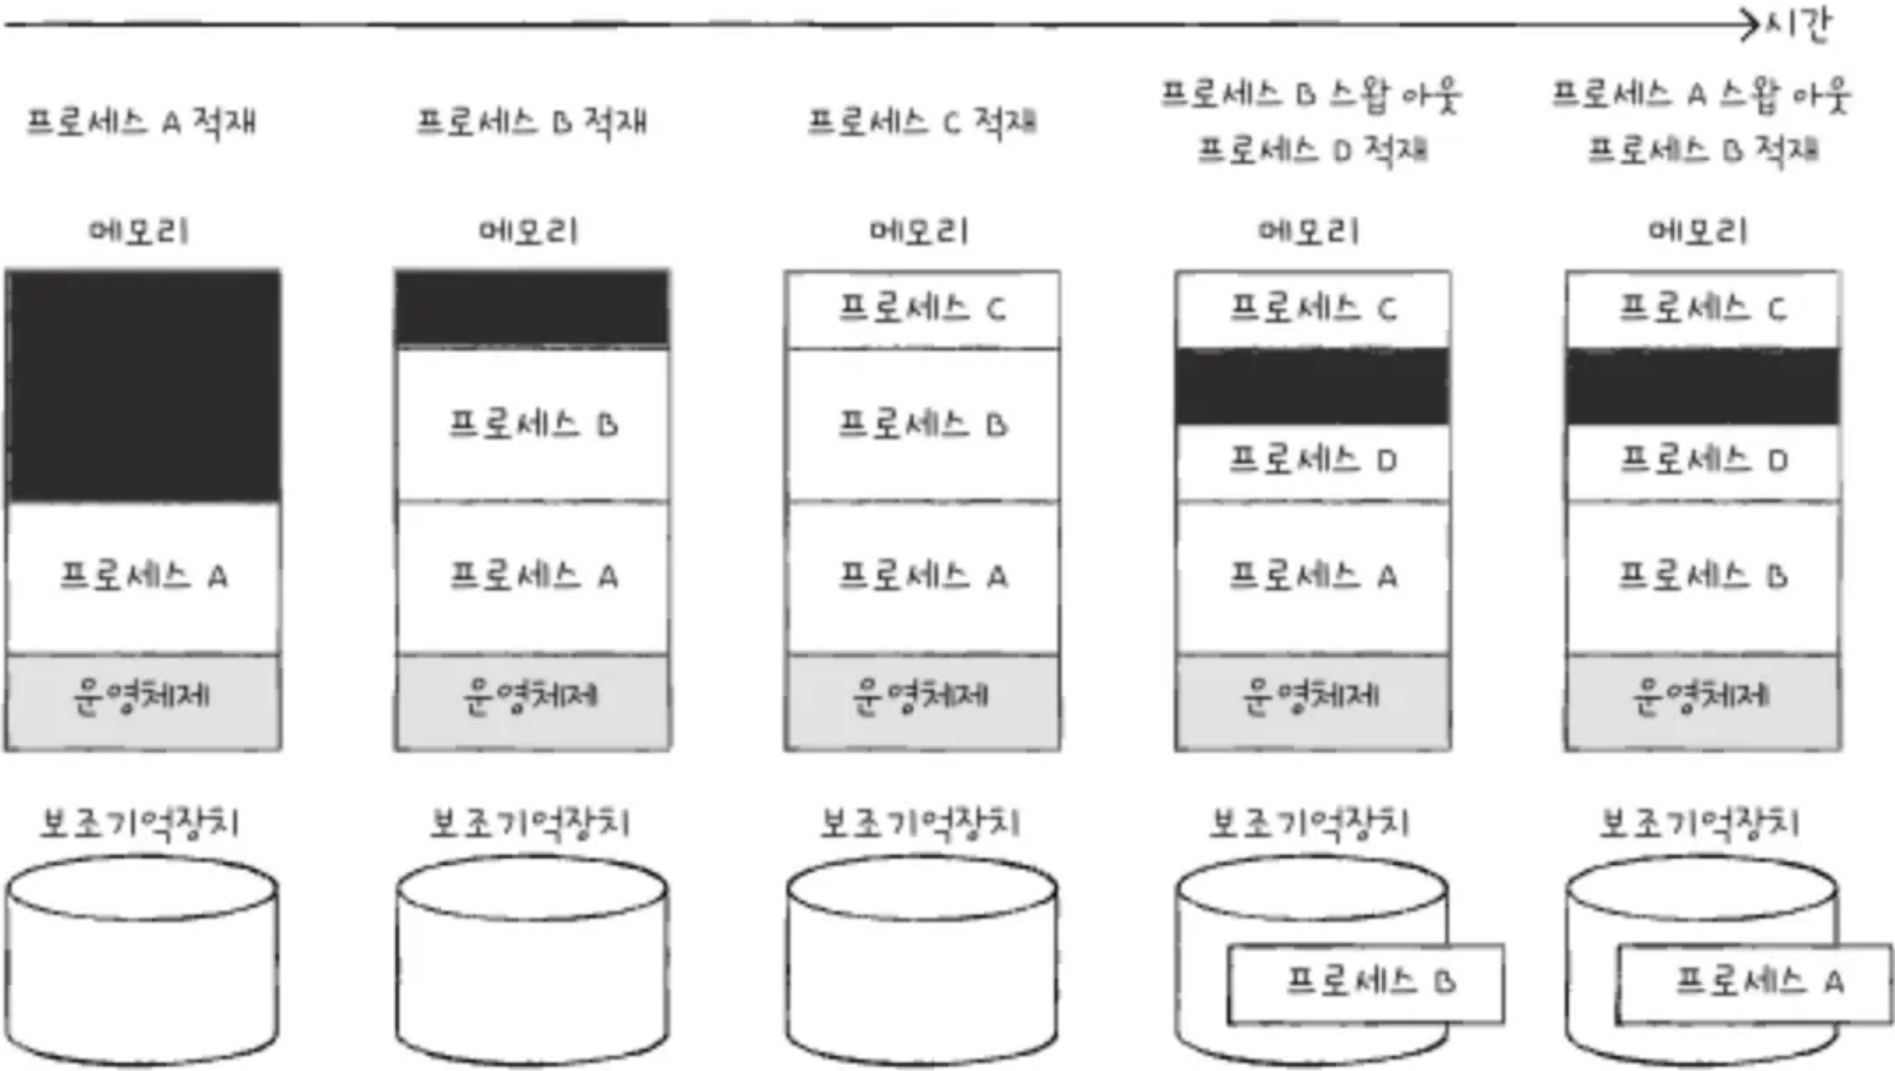 시간
프로세스 A 적재
프로세스 B 적재
프로세스 C 적재
프로세스 B 스왑 아웃
프로세스 D 적재
프로세스 A 스왑 아웃
프로세스 B 적재
메모리
메모리
메모리
메모리
메모리
프로세스 A
운영체제
프로세스 B
프로세스 A
운영체제
프로세스 C
프로세스 B
프로세스 A
운영체제
프로세스 C
프로세스 D
프로세스 A
운영체제
프로세스 C
프로세스 D
프로세스 B
운영체제
보조기억장치
보조기억장치
보조기억장치
보조기억장치
보조기억장치
프로세스 B
프로세스 A